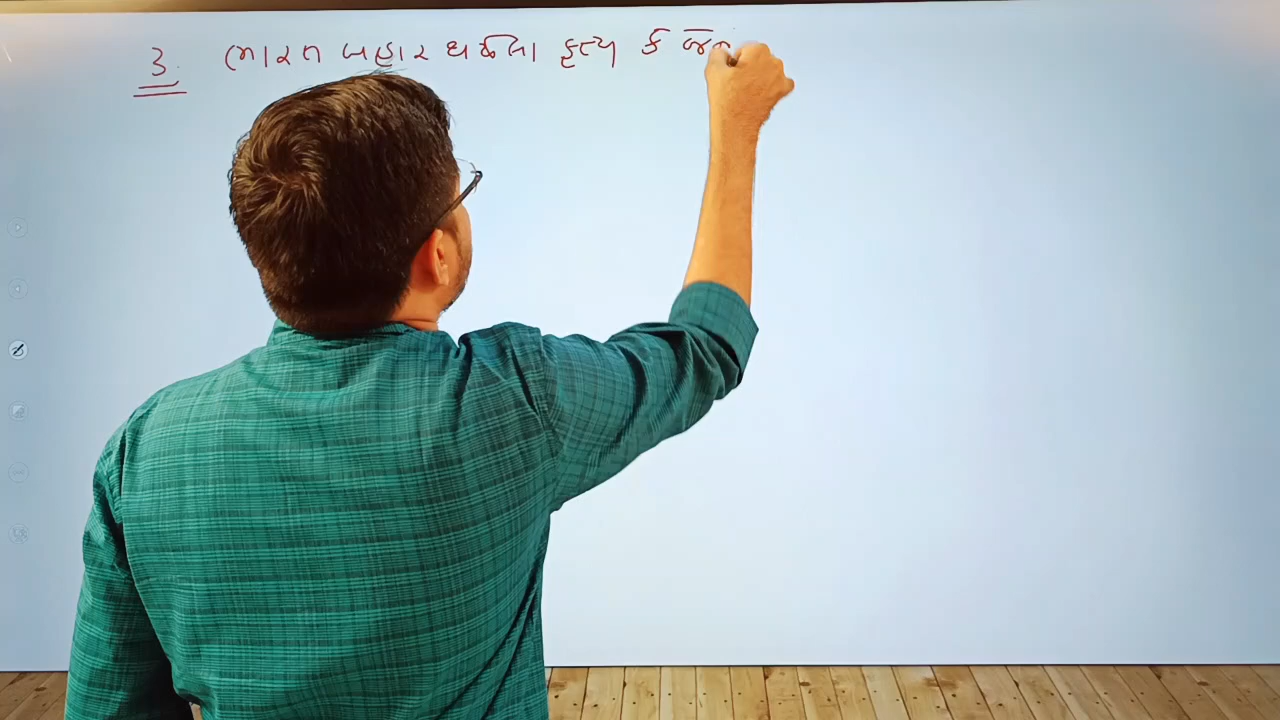 3. ભારત બહાર થયેલા કૃત્ય કે જેન